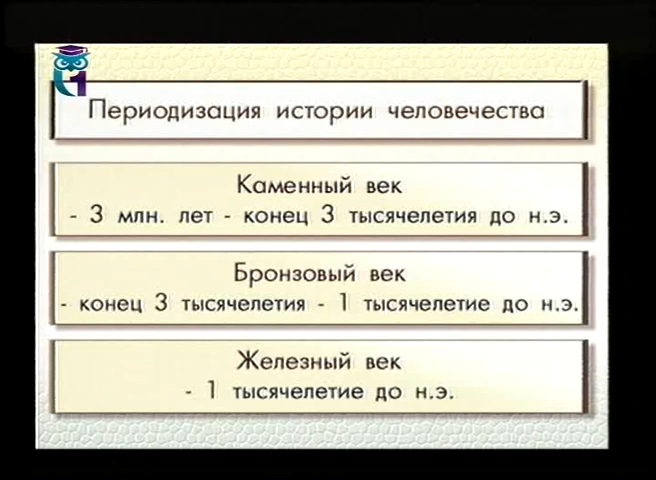 Периодизация истории человечества
Каменный век
- 3 млн. лет - конец 3 тысячелетия до н.э.
Бронзовый век
- конец 3 тысячелетия - 1 тысячелетие до н.э.
Железный век
- 1 тысячелетие до н.э.